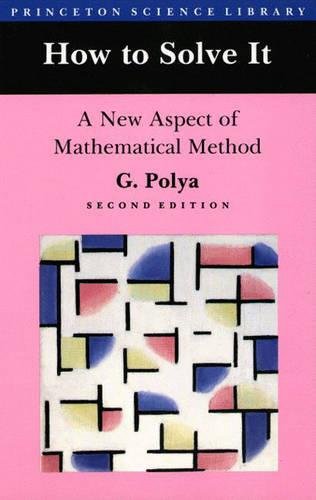 PRINCETON SCIENCE LIBRARY
How to Solve It
A New Aspect of
Mathematical Method
G. Polya
SECOND EDITION